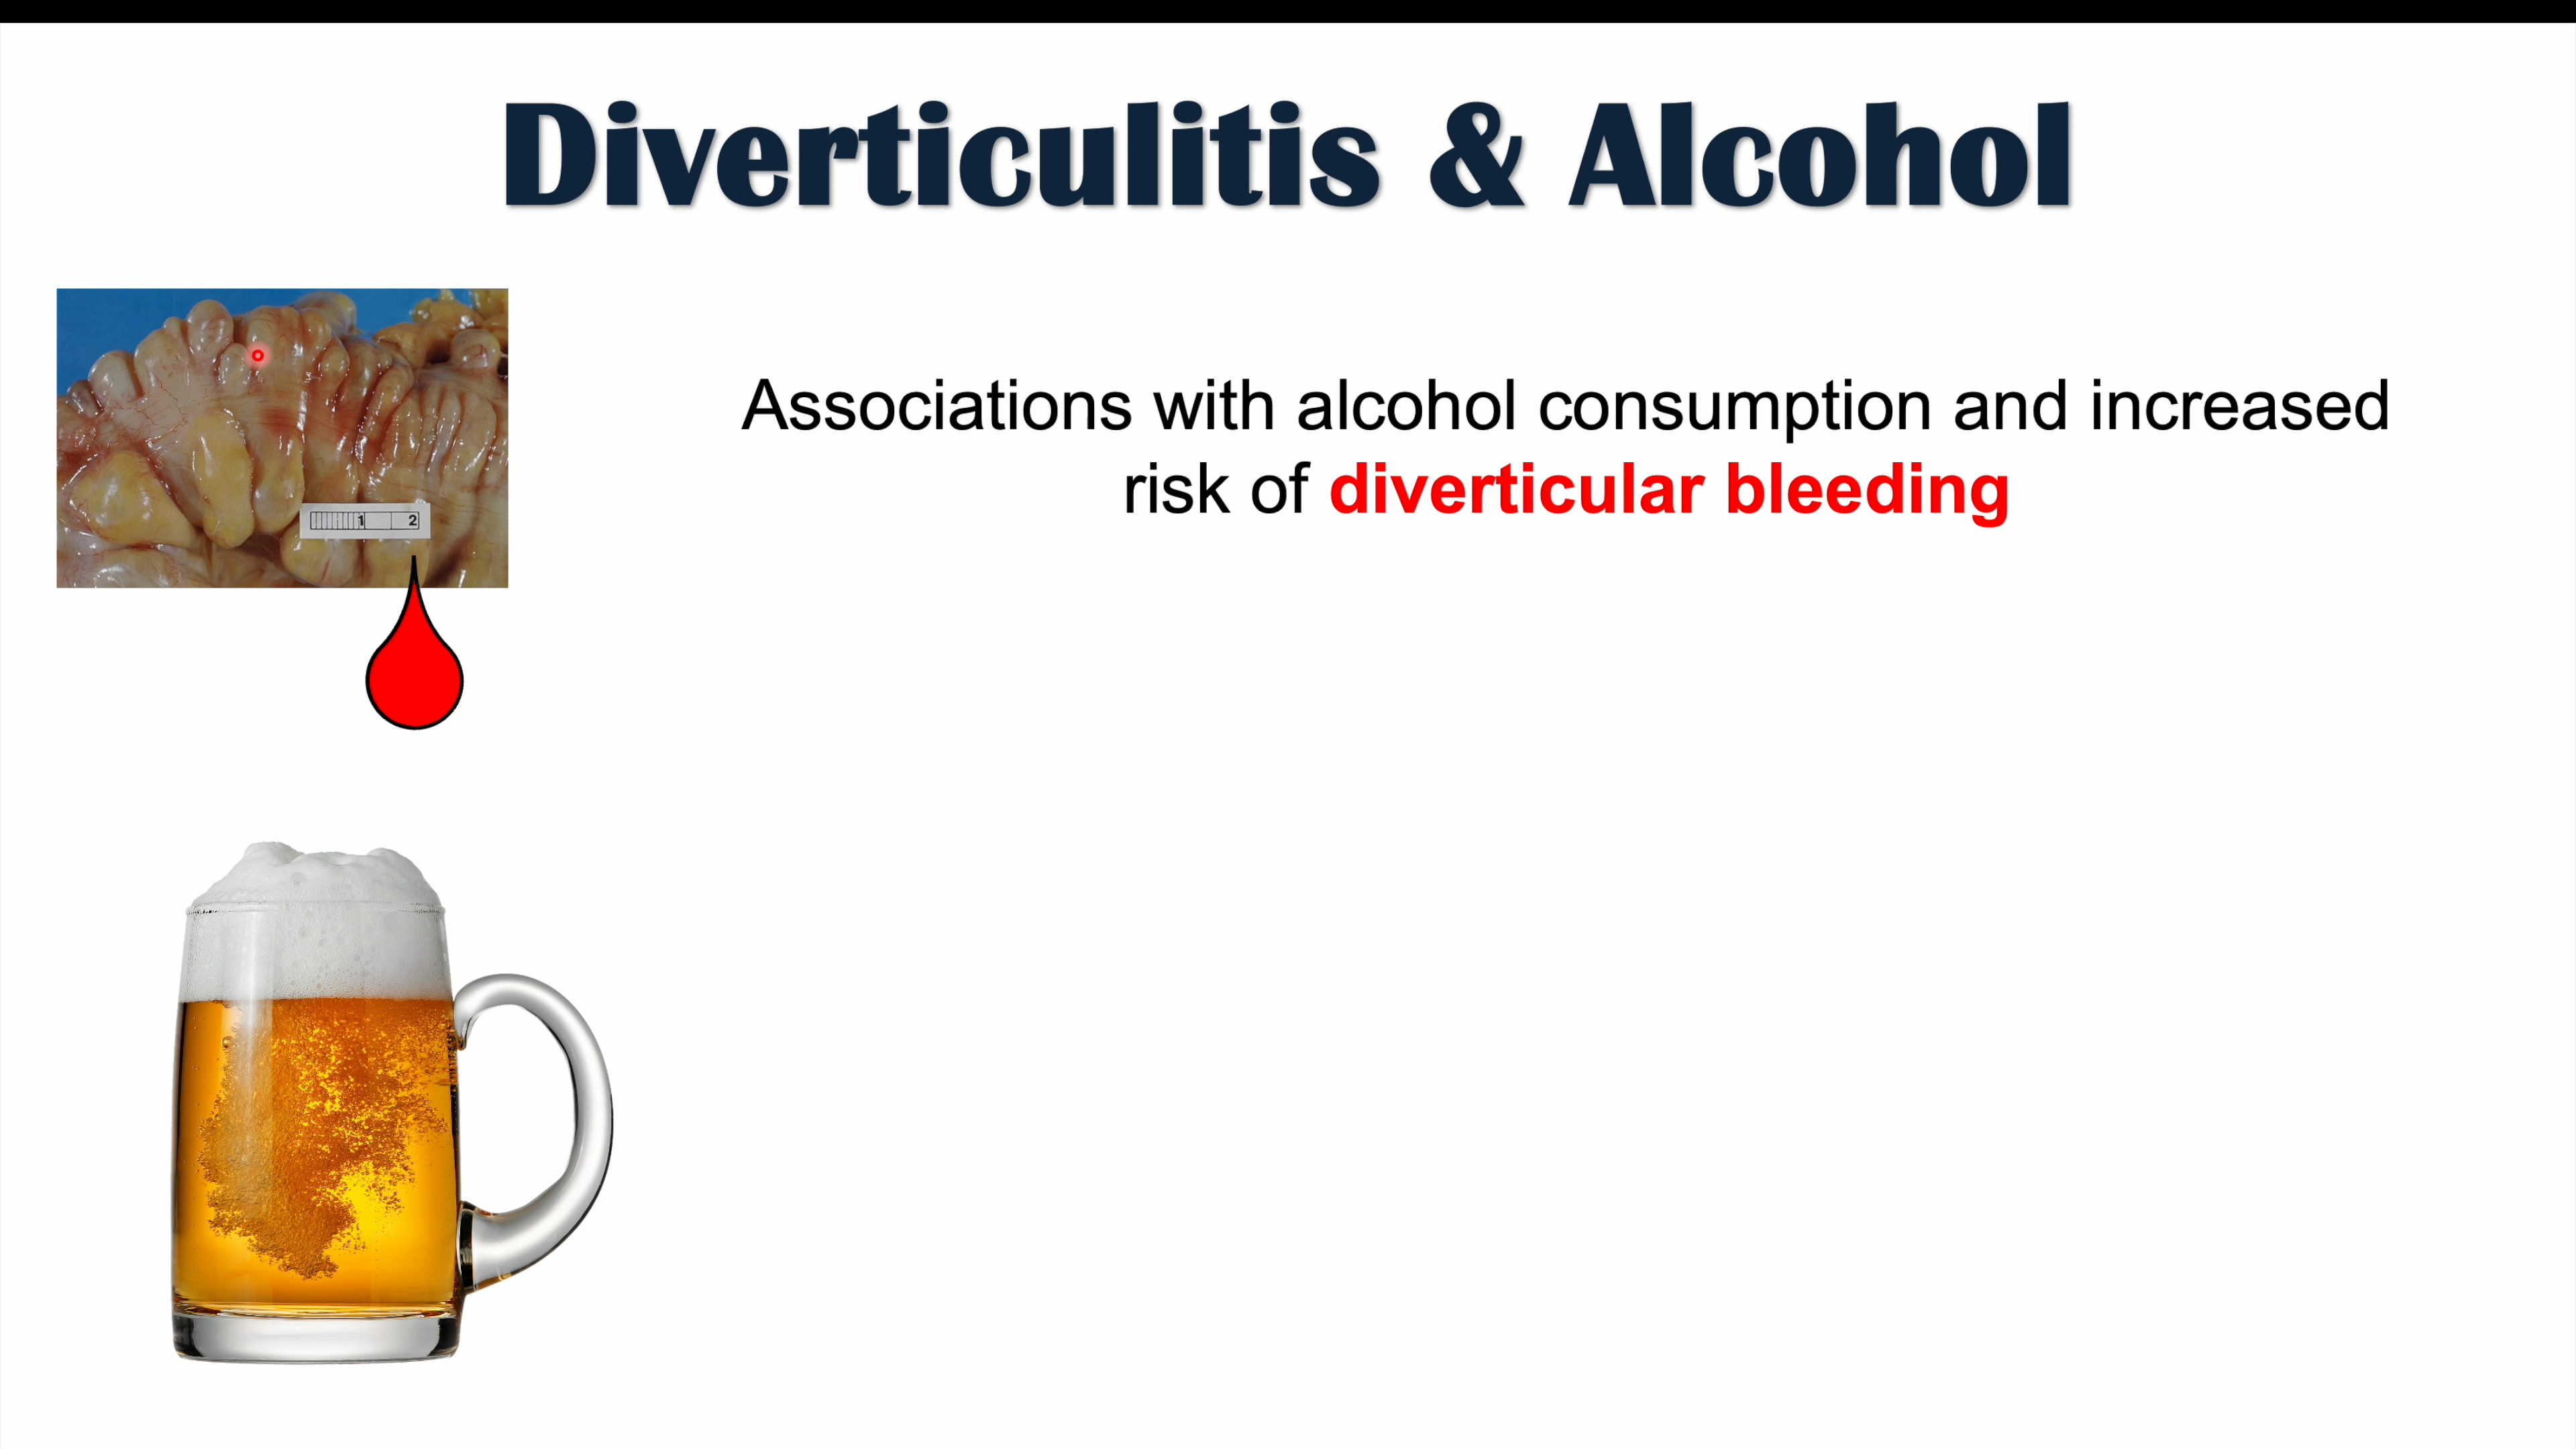 Diverticulitis & Alcohol
Associations with alcohol consumption and increased
risk of diverticular bleeding
1 2